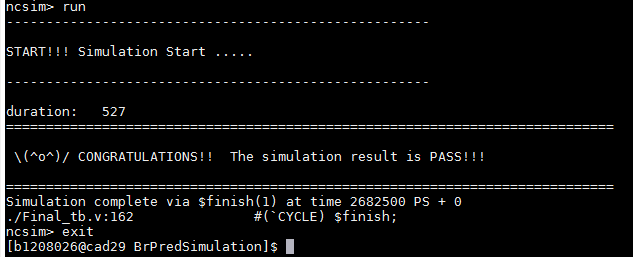 ncsim> run
-----------------------------------------------------
START!!! Simulation Start .....
-----------------------------------------------------
duration:   527
============================================================================
 \(^o^)/ CONGRATULATIONS!!  The simulation result is PASS!!!
============================================================================
Simulation complete via $finish(1) at time 2682500 PS + 0
./Final_tb.v:162               #(`CYCLE) $finish;
ncsim> exit
[b1208026@cad29 BrPredSimulation]$